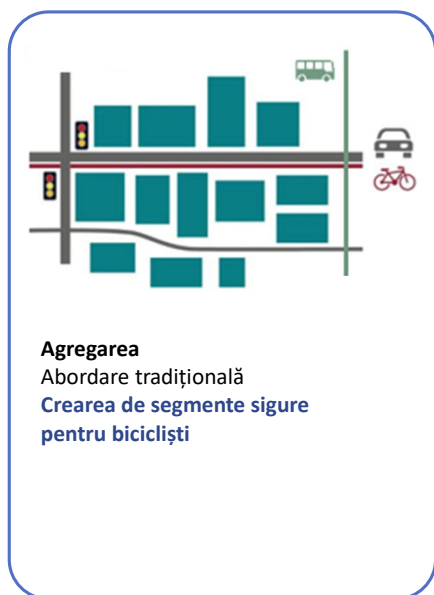 Agregarea
Abordare tradițională
Crearea de segmente sigure
pentru bicicliști